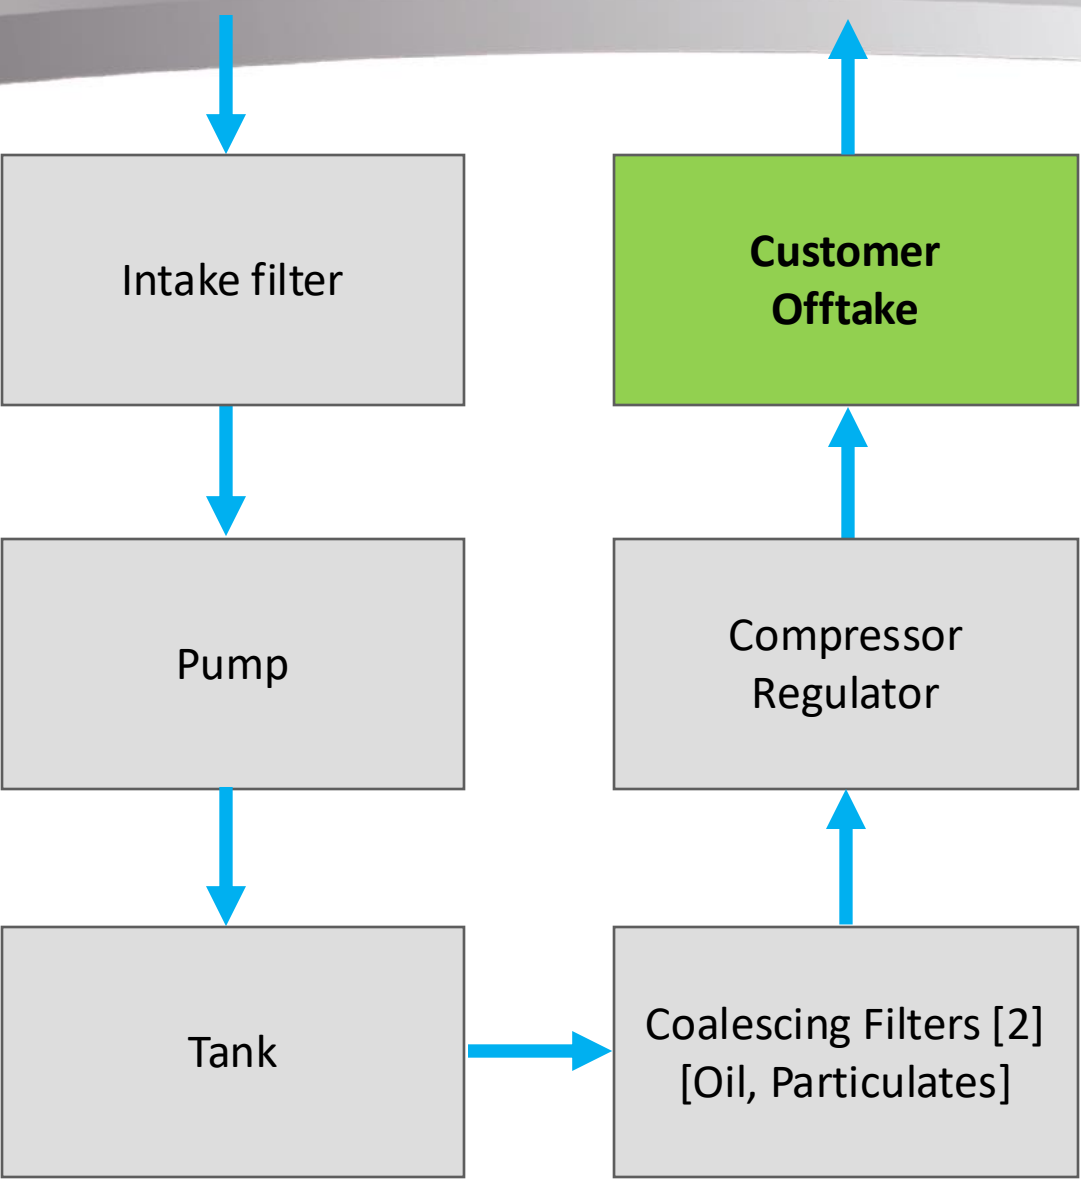 Intake filter
Pump
Tank
Coalescing Filters [2]
[Oil, Particulates]
Compressor
Regulator
Customer
Offtake